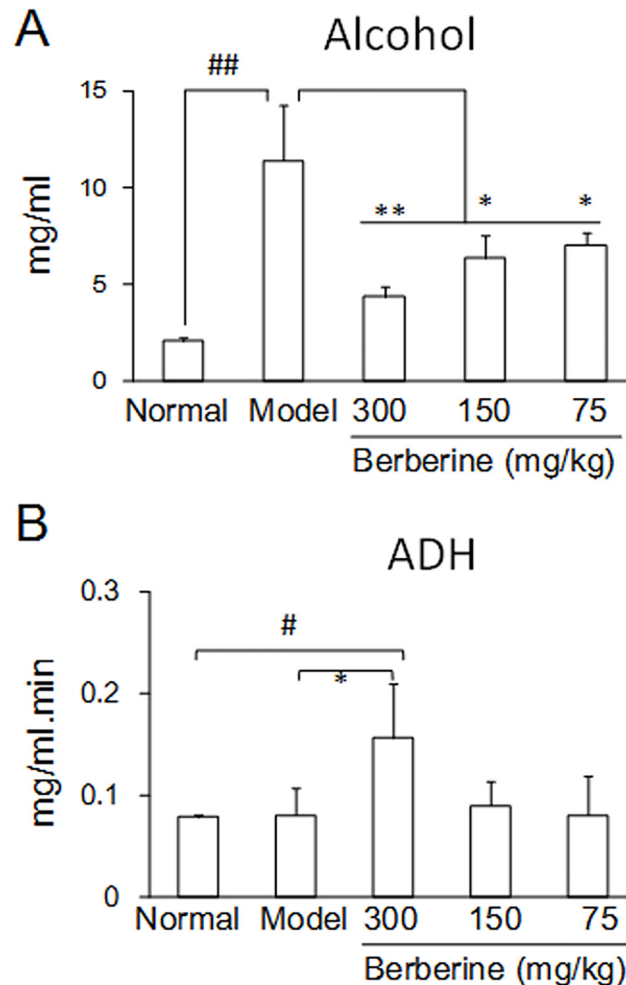 A
Alcohol
##
15
10
5
0
mg/ml
** * *
Normal Model 300 150 75
Berberine (mg/kg)
B
ADH
0.3
0.2
0.1
0
mg/ml.min
#
*
Normal Model 300 150 75
Berberine (mg/kg)